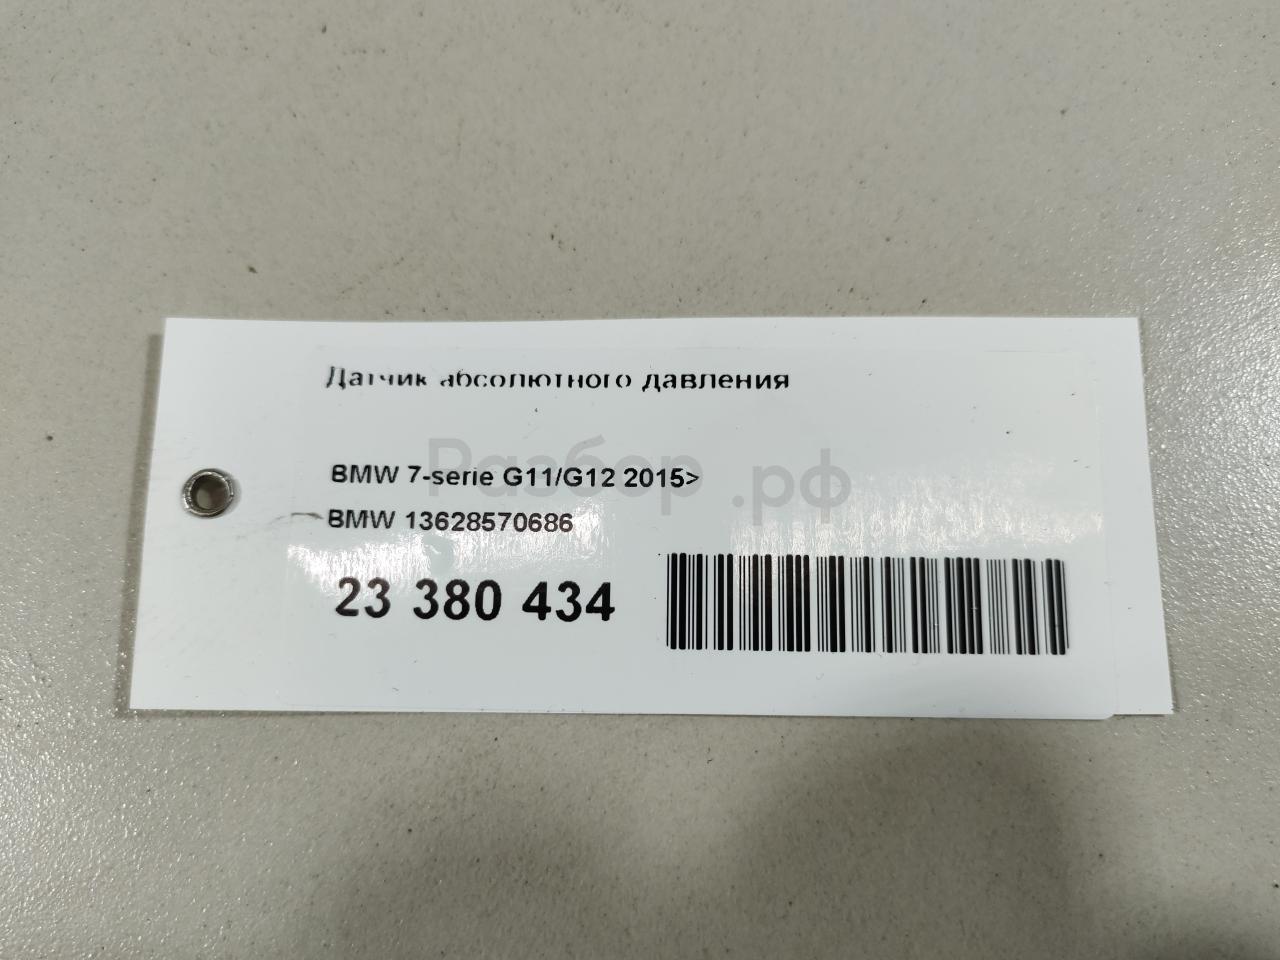 Датчик абсолютного давления
Разбор.рф
BMW 7-serie G11/G12 2015>
BMW 13628570686
23 380 434